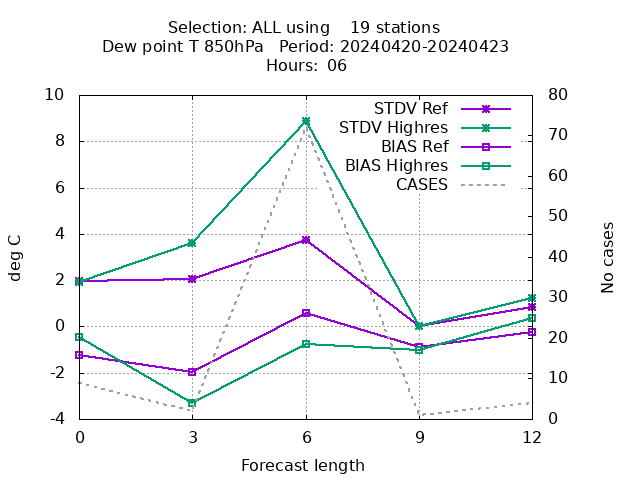 Selection: ALL using    19 stations
Dew point T 850hPa   Period: 20240420-20240423
Hours:  06
STDV Ref
STDV Highres
BIAS Ref
BIAS Highres
CASES
10
8
6
4
2
0
-2
-4
deg C
80
70
60
50
40
30
20
10
0
No cases
0 3 6 9 12
Forecast length